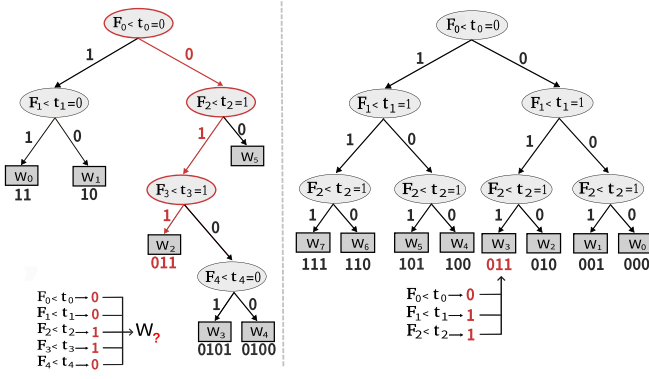 F₀< t₀=0
1 0
F₁< t₁=0
F₂< t₂=1
1 0
1 0
W₀
W₁
W₅
11
10
F₃< t₃=1
1 0
W₂
011
F₄< t₄=0
1 0
W₃
W₄
0101
0100
F₀< t₀→0
F₁< t₁→0
F₂< t₂→1
F₃< t₃→1
F₄< t₄→0
W?
F₀< t₀=0
1 0
F₁< t₁=1
F₁< t₁=1
1 0
1 0
F₂< t₂=1
F₂< t₂=1
F₂< t₂=1
F₂< t₂=1
1 0
1 0
1 0
1 0
W₇
W₆
W₅
W₄
W₃
W₂
W₁
W₀
111
110
101
100
011
010
001
000
F₀< t₀→0
F₁< t₁→1
F₂< t₂→1